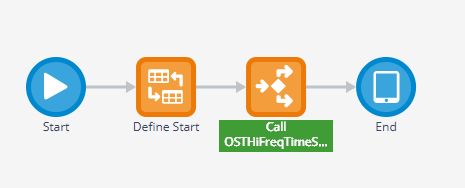 Start
Define Start
Call
OSTHiFreqTimeS...
End